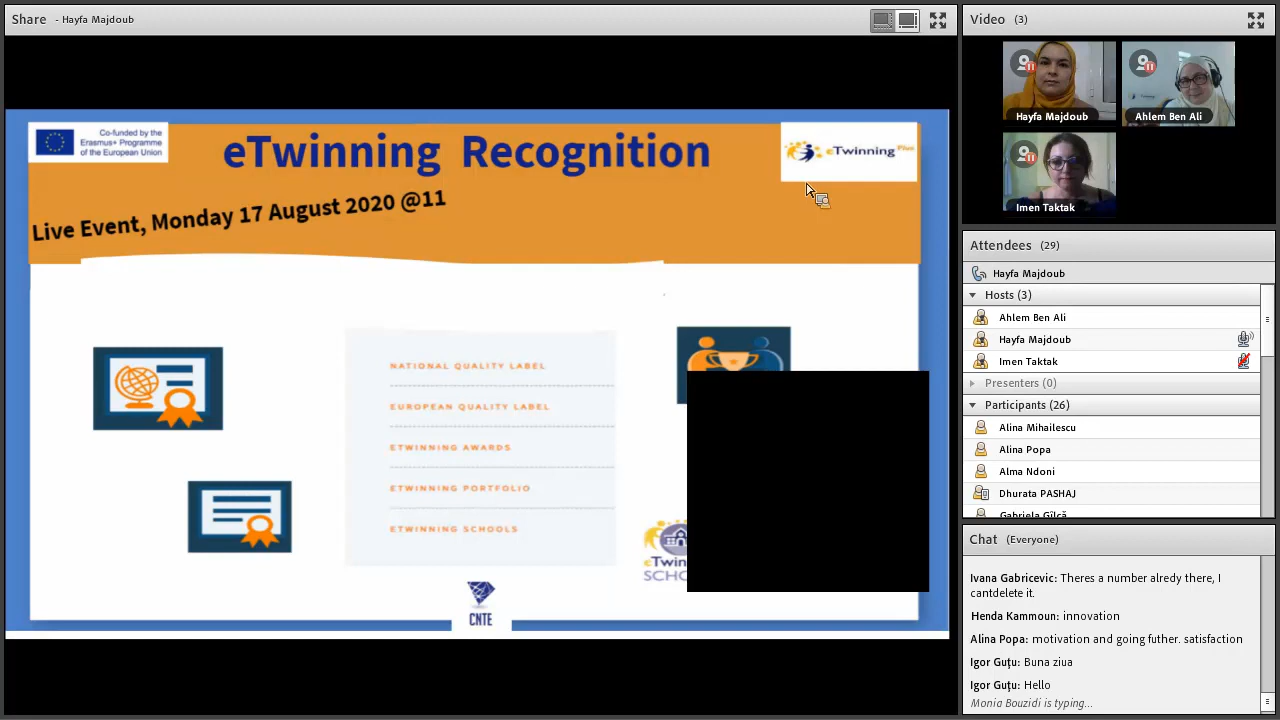 Share - Hayfa Majdoub
Co-funded by the
Erasmus+ Programme
of the European Union
eTwinning Recognition
eTwinning Plus
Live Event, Monday 17 August 2020 @11
NATIONAL QUALITY LABEL
EUROPEAN QUALITY LABEL
ETWINNING AWARDS
ETWINNING PORTFOLIO
ETWINNING SCHOOLS
CNTE
Video (3)
Hayfa Majdoub
Ahlem Ben Ali
Imen Taktak
Attendees (29)
Hayfa Majdoub
Hosts (3)
Ahlem Ben Ali
Hayfa Majdoub
Imen Taktak
Presenters (0)
Participants (26)
Alina Mihailescu
Alina Popa
Alma Ndoni
Dhurata PASHAJ
Gabriela Gîlcă
Chat (Everyone)
Ivana Gabricevic: Theres a number alredy there, I
cantdelete it.
Henda Kammoun: innovation
Alina Popa: motivation and going futher. satisfaction
Igor Guțu: Buna ziua
Igor Guțu: Hello
Monia Bouzidi is typing...